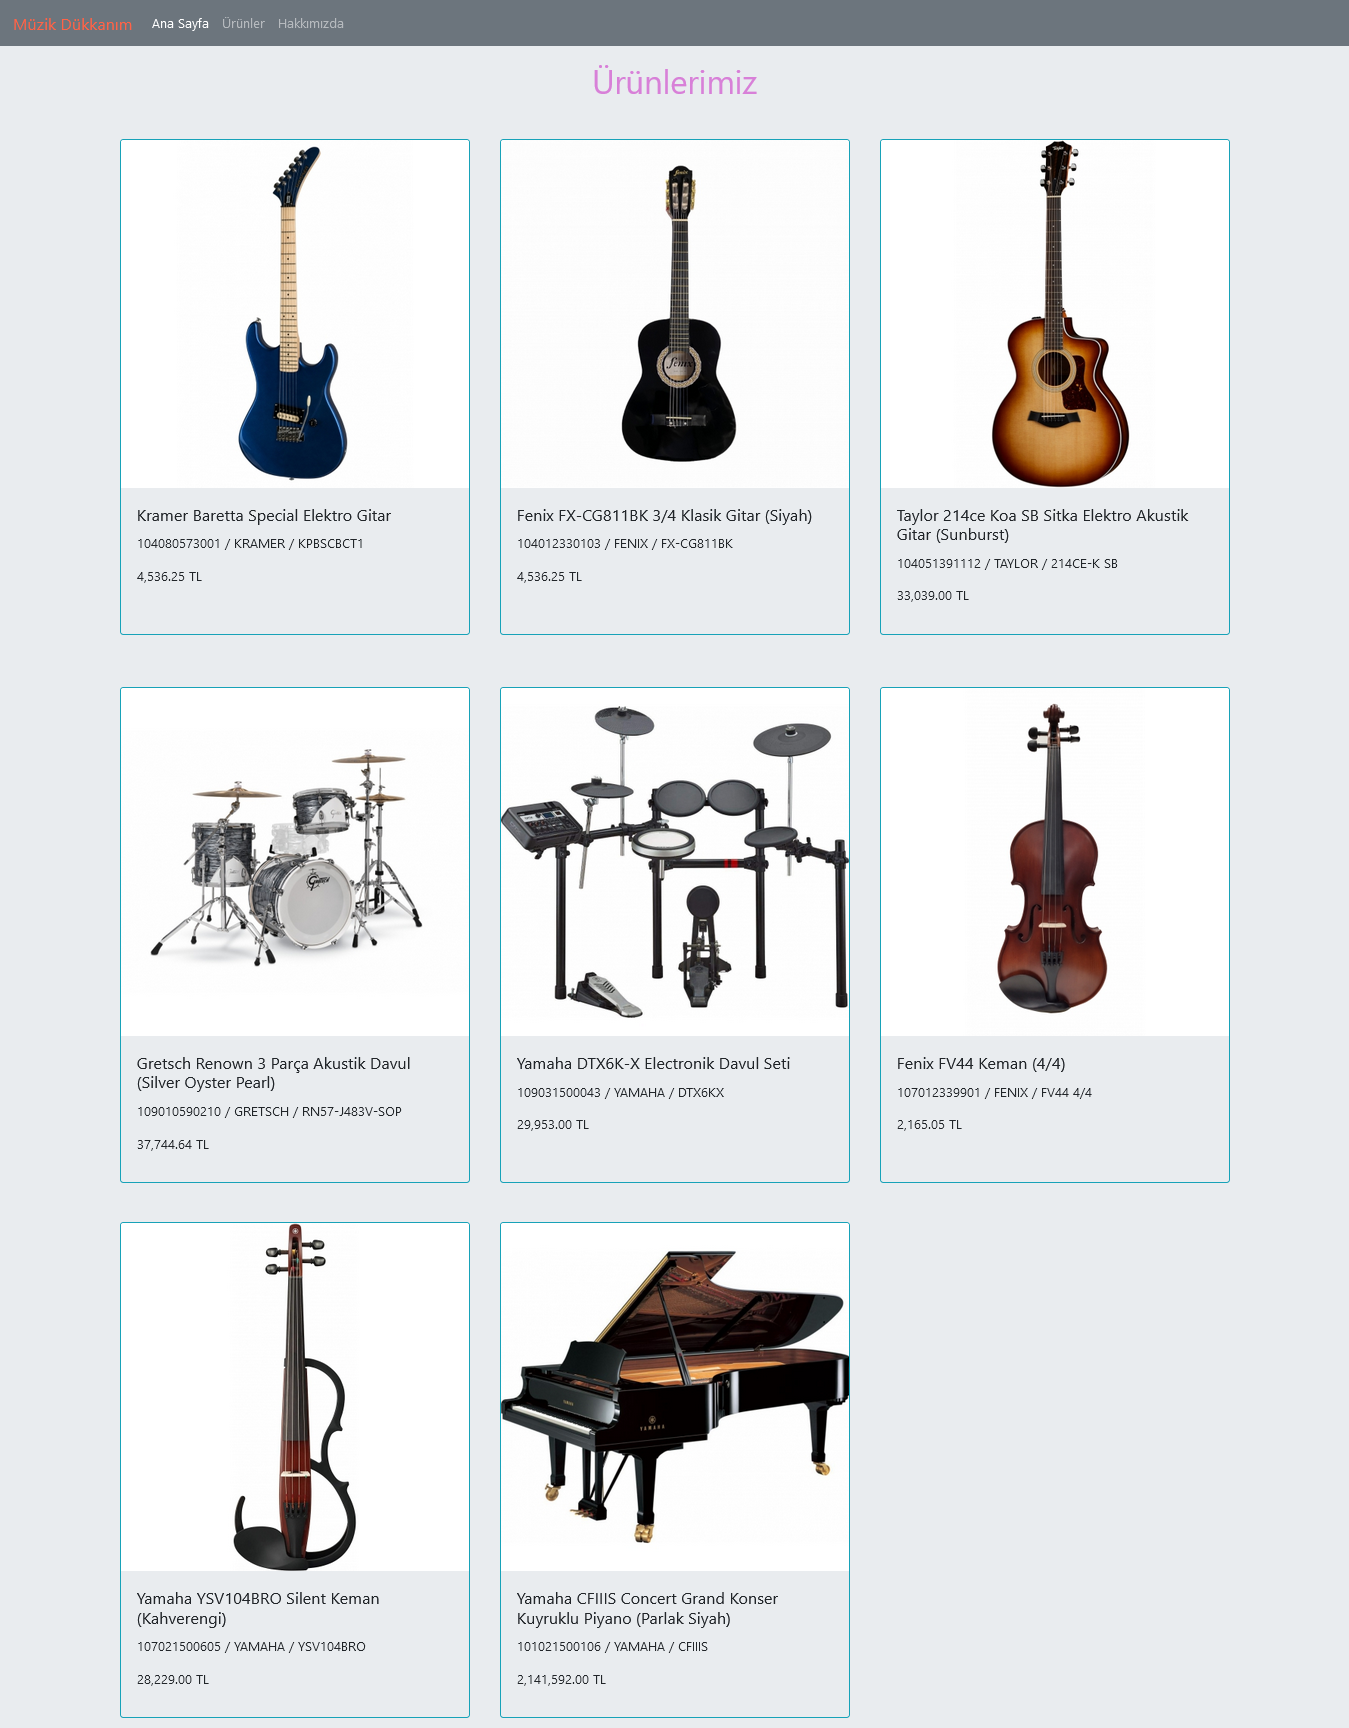 Müzik Dükkanım
Ana Sayfa
Ürünler
Hakkımızda
Ürünlerimiz
Taylor
fenix
fenix
Kramer Baretta Special Elektro Gitar
104080573001 / KRAMER / KPBSCBCT1
4,536.25 TL
Fenix FX-CG811BK 3/4 Klasik Gitar (Siyah)
104012330103 / FENIX / FX-CG811BK
4,536.25 TL
Taylor 214ce Koa SB Sitka Elektro Akustik
Gitar (Sunburst)
104051391112 / TAYLOR / 214CE-K SB
33,039.00 TL
Gretsch
Gretsch Renown 3 Parça Akustik Davul
(Silver Oyster Pearl)
109010590210 / GRETSCH / RN57-J483V-SOP
37,744.64 TL
Yamaha DTX6K-X Electronik Davul Seti
109031500043 / YAMAHA / DTX6KX
29,953.00 TL
Fenix FV44 Keman (4/4)
107012339901 / FENIX / FV44 4/4
2,165.05 TL
YAMAHA
YAMAHA
Yamaha YSV104BRO Silent Keman
(Kahverengi)
107021500605 / YAMAHA / YSV104BRO
28,229.00 TL
Yamaha CFIIIS Concert Grand Konser
Kuyruklu Piyano (Parlak Siyah)
101021500106 / YAMAHA / CFIIIS
2,141,592.00 TL